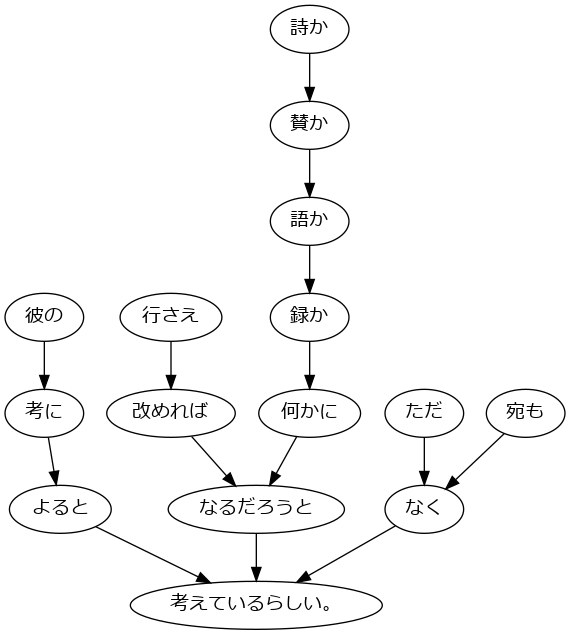 詩か
賛か
語か
彼の
行さえ
録か
考に
改めれば
何かに
ただ
宛も
よると
なるだろうと
なく
考えているらしい。